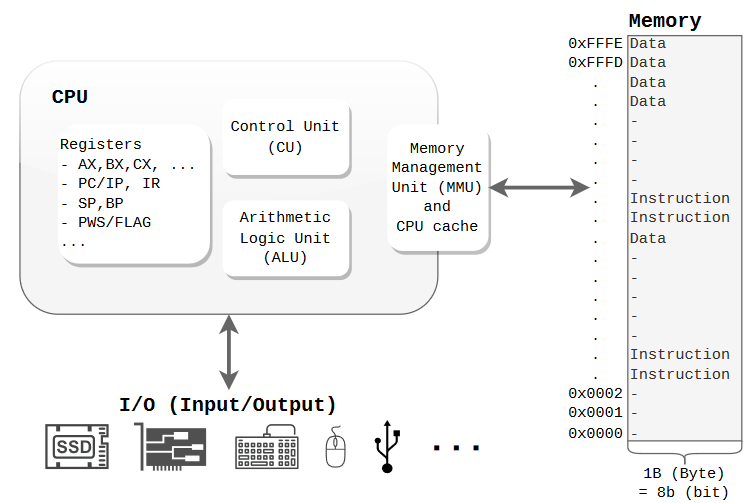 CPU
Registers
- AX,BX,CX, ...
- PC/IP, IR
- SP,BP
- PWS/FLAG
...
Control Unit
(CU)
Arithmetic
Logic Unit
(ALU)
Memory
Management
Unit (MMU)
and
CPU cache
I/O (Input/Output)
SSD
...
Memory
0xFFFE Data
0xFFFD Data
. Data
. Data
. -
. -
. -
. -
. Instruction
. Instruction
. Data
. -
. -
. -
. -
. -
. Instruction
. Instruction
0x0002 -
0x0001 -
0x0000 -
1B (Byte)
= 8b (bit)